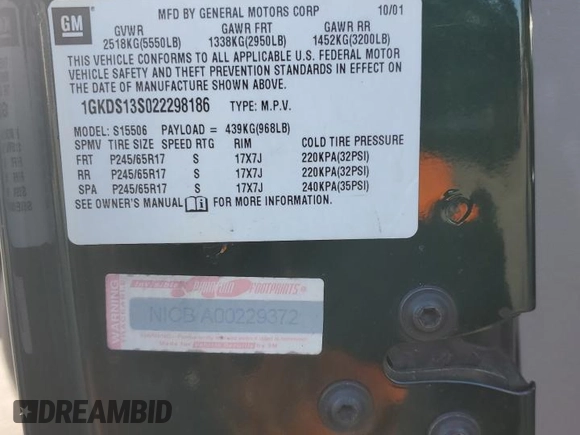 GM
MFD BY GENERAL MOTORS CORP 10/01
GVWR GAWR FRT GAWR RR
2518KG(5550LB) 1338KG(2950LB) 1452KG(3200LB)
THIS VEHICLE CONFORMS TO ALL APPLICABLE U.S. FEDERAL MOTOR
VEHICLE SAFETY AND THEFT PREVENTION STANDARDS IN EFFECT ON
THE DATE OF MANUFACTURE SHOWN ABOVE.
1GKDS13S022298186 TYPE: M.P.V.
MODEL: S15506 PAYLOAD = 439KG(968LB)
SPMV TIRE SIZE SPEED RTG RIM COLD TIRE PRESSURE
FRT P245/65R17 S 17X7J 220KPA(32PSI)
RR P245/65R17 S 17X7J 220KPA(32PSI)
SPA P245/65R17 S 17X7J 240KPA(35PSI)
SEE OWNER'S MANUAL i FOR MORE INFORMATION.
WARNING
FOOTPRINTS
NICB A00229372
DREAMBID